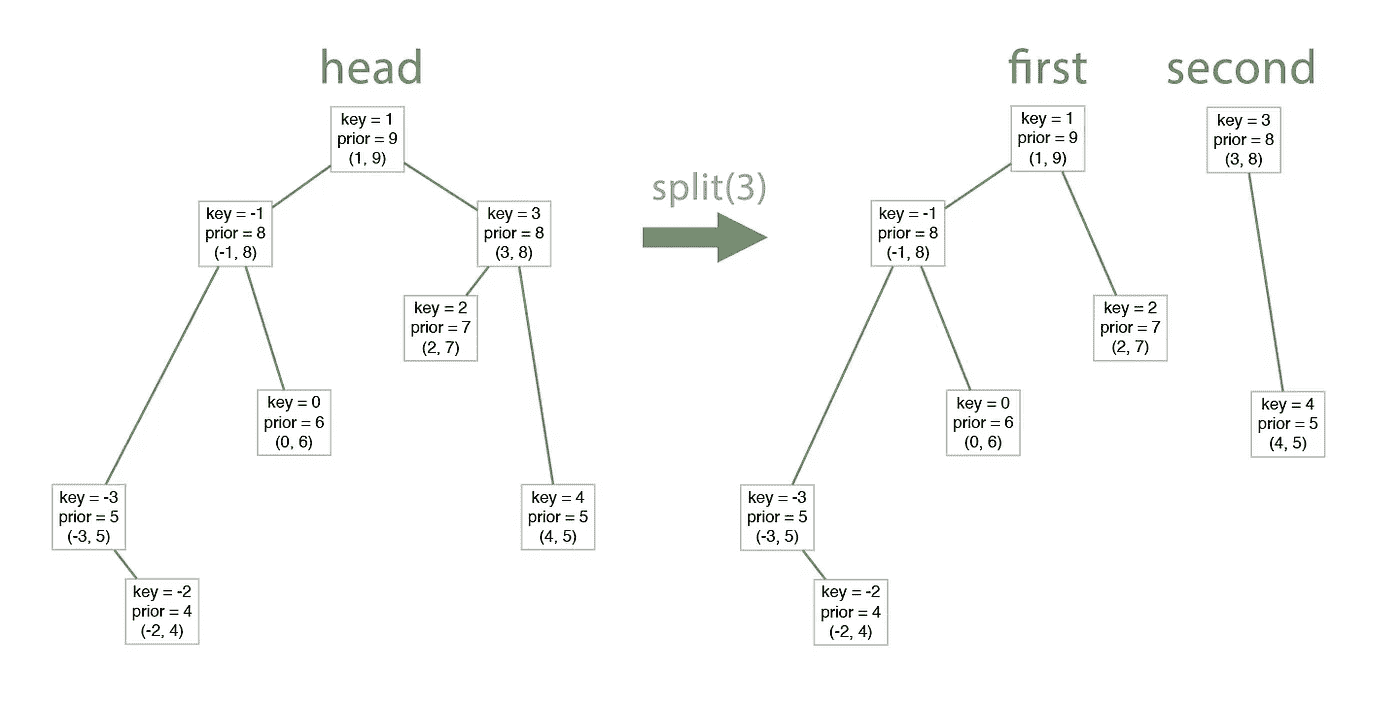 head
key = 1
prior = 9
(1, 9)
key = -1
prior = 8
(-1, 8)
key = 3
prior = 8
(3, 8)
key = 2
prior = 7
(2, 7)
key = 0
prior = 6
(0, 6)
key = -3
prior = 5
(-3, 5)
key = 4
prior = 5
(4, 5)
key = -2
prior = 4
(-2, 4)
split(3)
first
key = 1
prior = 9
(1, 9)
key = -1
prior = 8
(-1, 8)
key = 2
prior = 7
(2, 7)
key = 0
prior = 6
(0, 6)
key = -3
prior = 5
(-3, 5)
key = -2
prior = 4
(-2, 4)
second
key = 3
prior = 8
(3, 8)
key = 4
prior = 5
(4, 5)